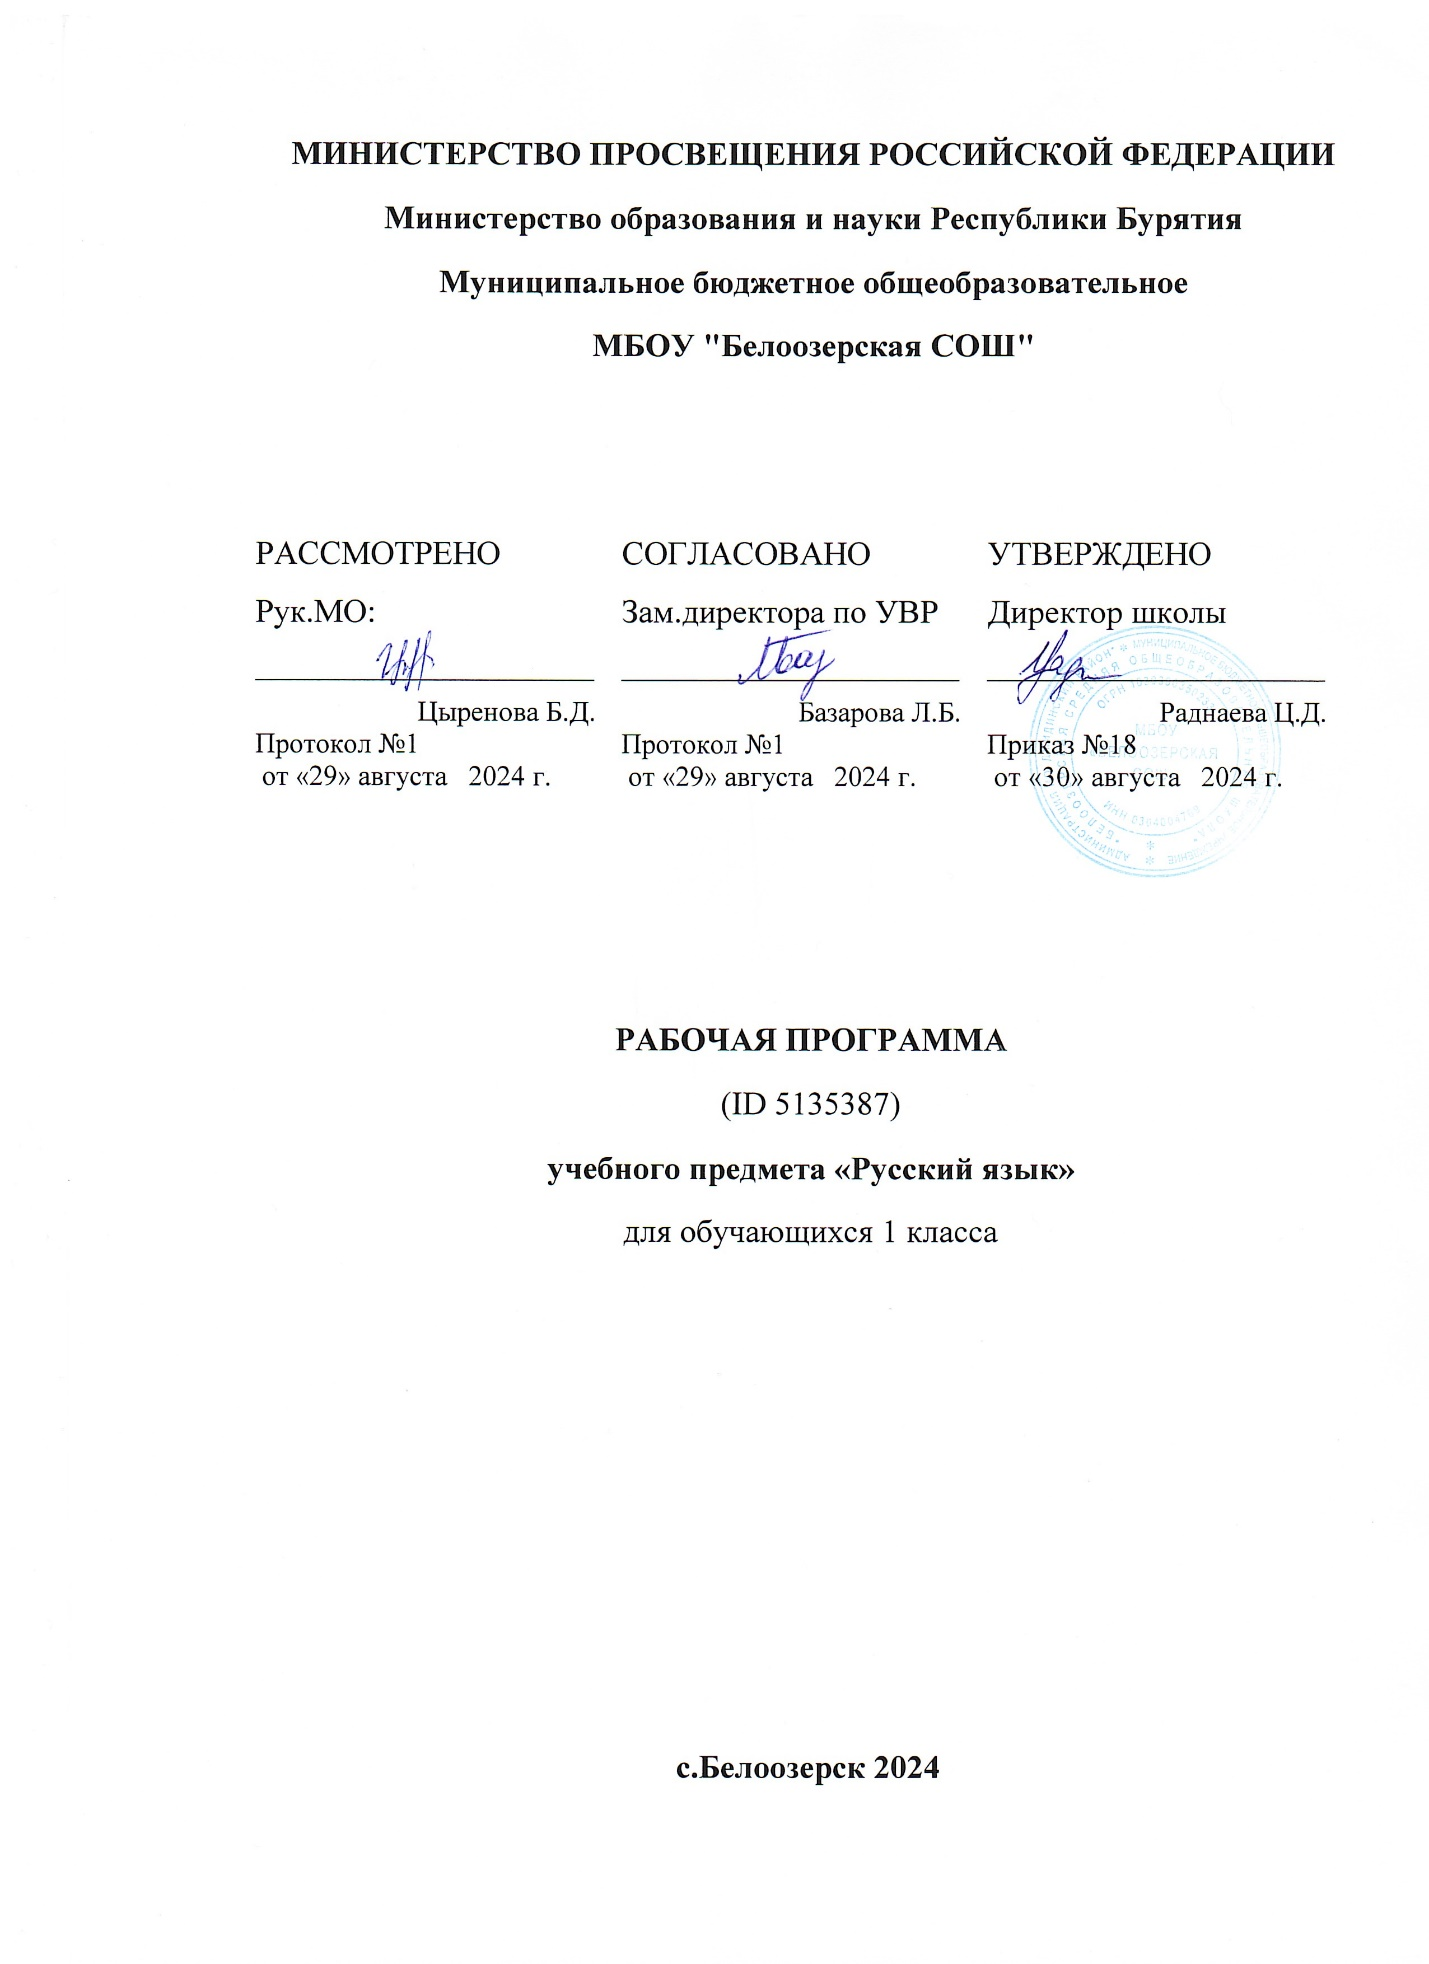 МИНИСТЕРСТВО ПРОСВЕЩЕНИЯ РОССИЙСКОЙ ФЕДЕРАЦИИ
Министерство образования и науки Республики Бурятия
Муниципальное бюджетное общеобразовательное
МБОУ "Белоозерская СОШ"
РАССМОТРЕНО
Рук.МО:
Цыренова Б.Д.
Протокол №1
от «29» августа 2024 г.
СОГЛАСОВАНО
Зам.директора по УВР
Базарова Л.Б.
Протокол №1
от «29» августа 2024 г.
УТВЕРЖДЕНО
Директор школы
Раднаева Ц.Д.
Приказ №18
от «30» августа 2024 г.
МБОУ
РАБОЧАЯ ПРОГРАММА
(ID 5135387)
учебного предмета «Русский язык»
для обучающихся 1 класса
с.Белоозерск 2024